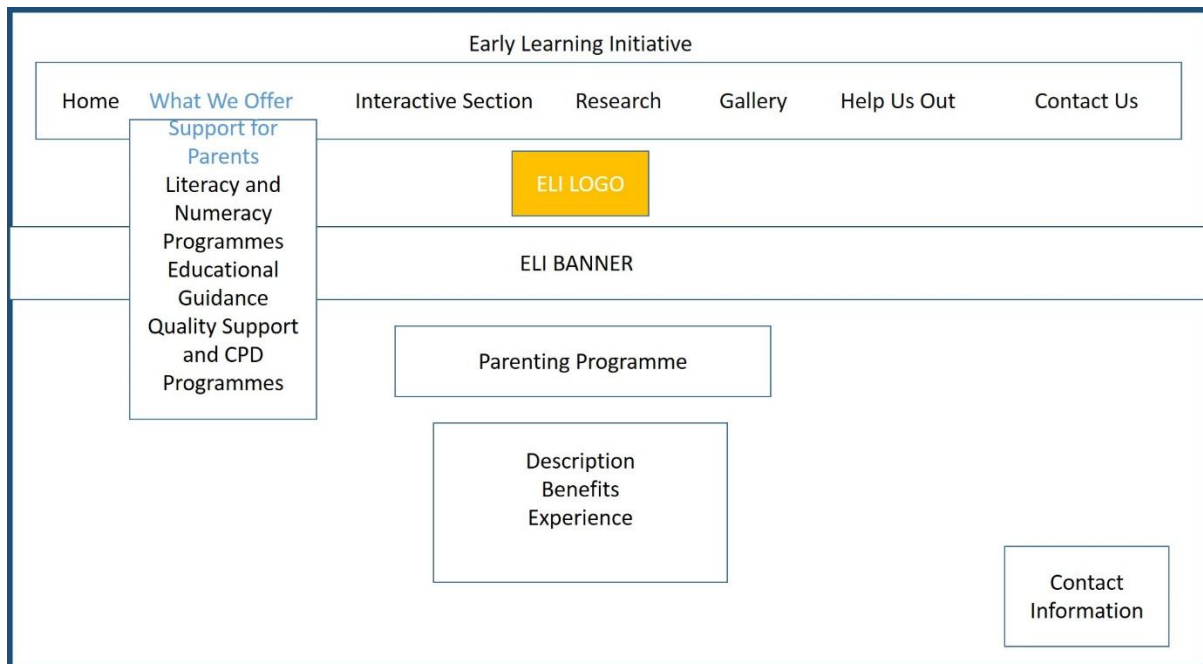 Early Learning Initiative
Home What We Offer Interactive Section Research Gallery Help Us Out Contact Us
Support for
Parents
Literacy and
Numeracy
Programmes
Educational
Guidance
Quality Support
and CPD
Programmes
ELI LOGO
ELI BANNER
Parenting Programme
Description
Benefits
Experience
Contact
Information